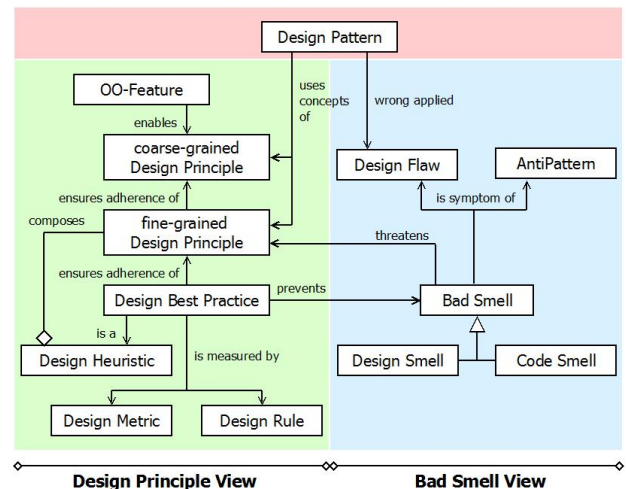 Design Pattern
OO-Feature
uses
concepts
of
wrong applied
enables
coarse-grained
Design Principle
Design Flaw
AntiPattern
ensures adherence of
is symptom of
composes
fine-grained
Design Principle
threatens
ensures adherence of
Design Best Practice
prevents
Bad Smell
is a
is measured by
Design Heuristic
Design Smell
Code Smell
Design Metric
Design Rule
Design Principle View
Bad Smell View